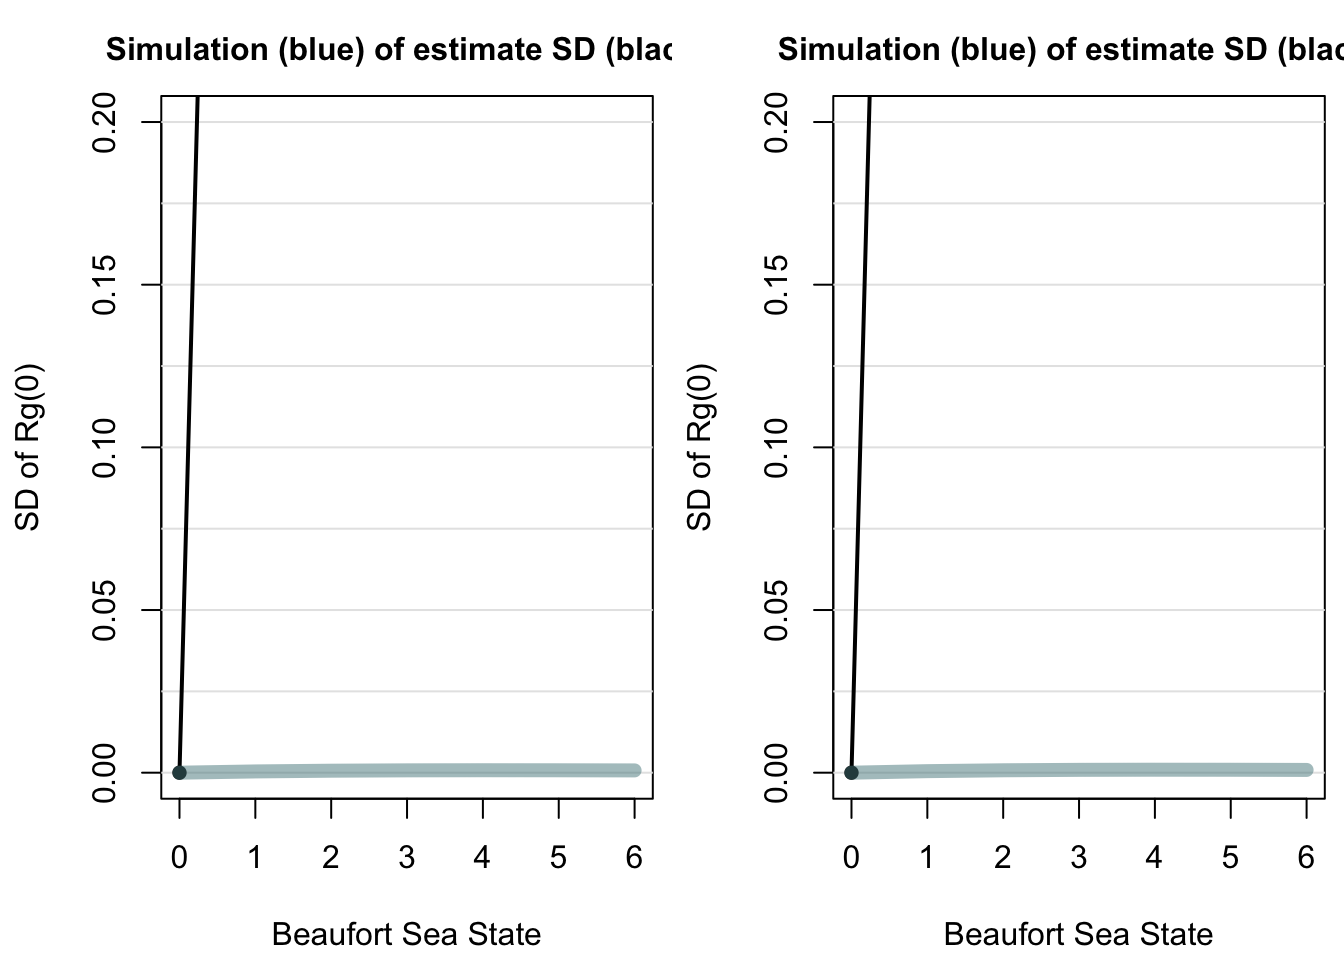 Simulation (blue) of estimate SD (blac
SD of Rg(0)
0.20
0.15
0.10
0.05
0.00
0 1 2 3 4 5 6
Beaufort Sea State
Simulation (blue) of estimate SD (blac
SD of Rg(0)
0.20
0.15
0.10
0.05
0.00
0 1 2 3 4 5 6
Beaufort Sea State